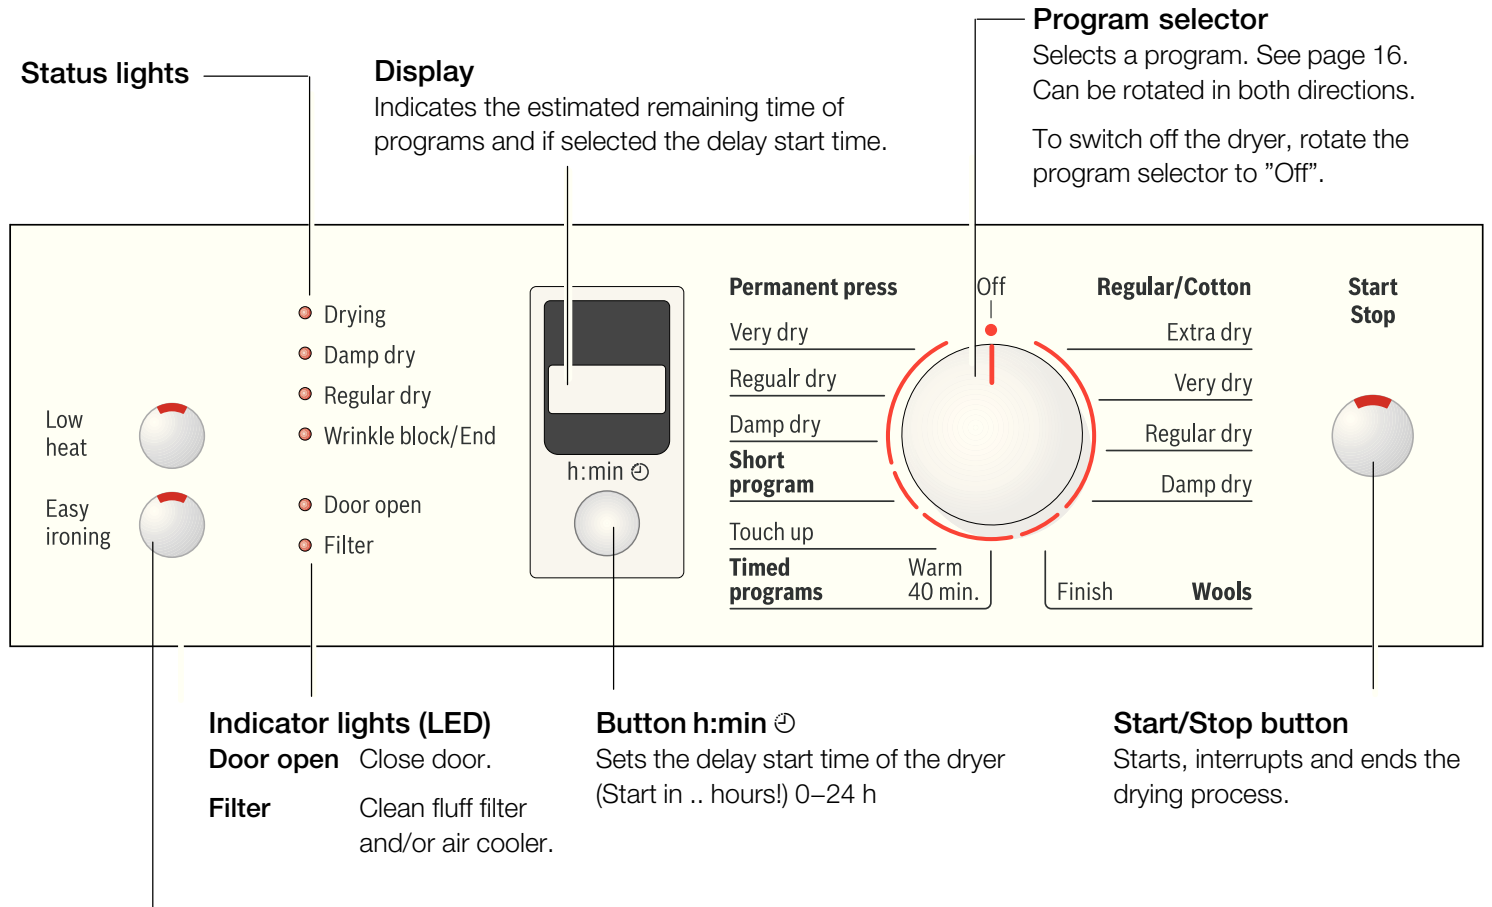 Status lights
Display
Indicates the estimated remaining time of
programs and if selected the delay start time.
Program selector
Selects a program. See page 16.
Can be rotated in both directions.
To switch off the dryer, rotate the
program selector to ”Off”.
Low
heat
Easy
ironing
Drying
Damp dry
Regular dry
Wrinkle block/End
Door open
Filter
h:min
Permanent press
Very dry
Regualr dry
Damp dry
Short
program
Touch up
Timed
programs
Warm
40 min.
Off
Regular/Cotton
Extra dry
Very dry
Regular dry
Damp dry
Finish
Wools
Start
Stop
Indicator lights (LED)
Door open Close door.
Filter Clean fluff filter
and/or air cooler.
Button h:min
Sets the delay start time of the dryer
(Start in .. hours!) 0–24 h
Start/Stop button
Starts, interrupts and ends the
drying process.